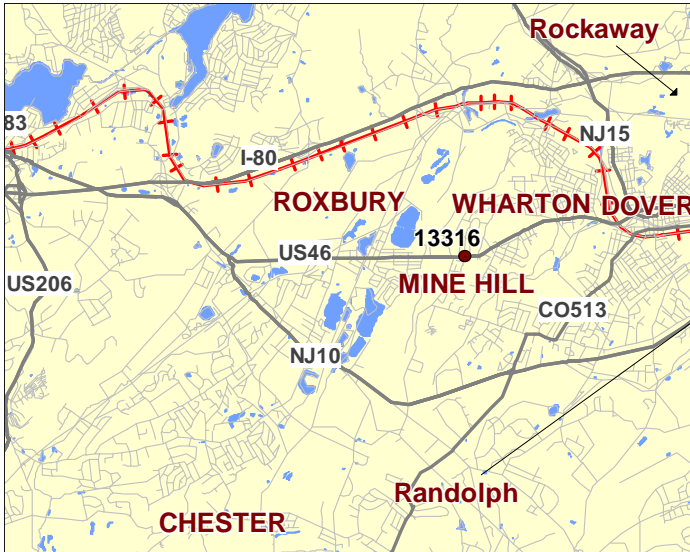 Rockaway
83
NJ15
I-80
ROXBURY
WHARTON
DOVER
13316
US46
US206
MINE HILL
CO513
NJ10
Randolph
CHESTER